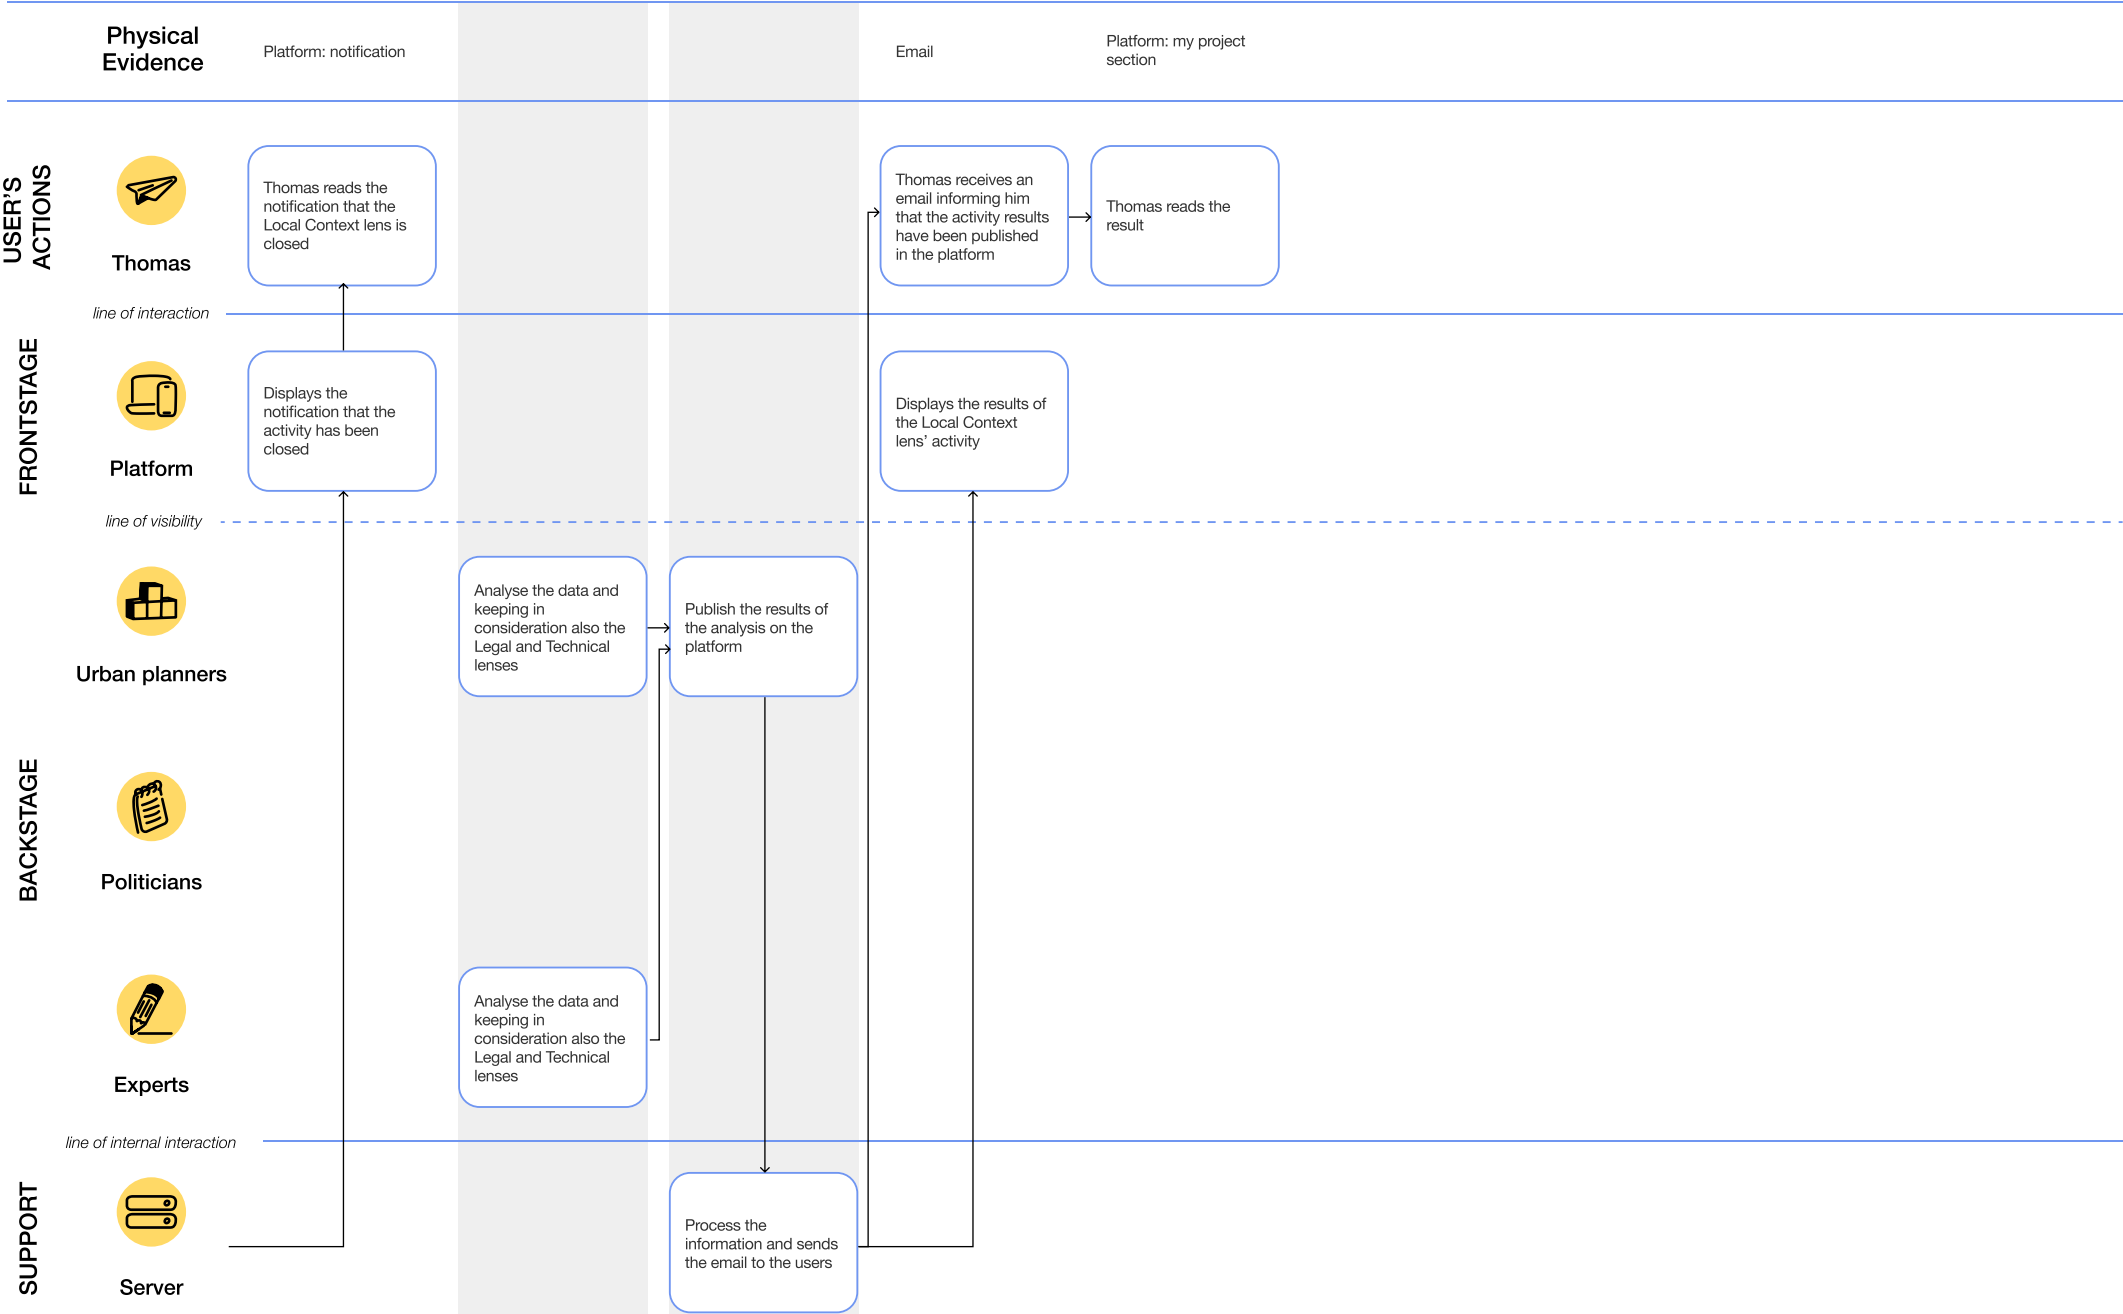 Physical
Evidence
Platform: notification
Email
Platform: my project
section
USER'S
ACTIONS
Thomas
Thomas reads the
notification that the
Local Context lens is
closed
Thomas receives an
email informing him
that the activity results
have been published
in the platform
Thomas reads the
result
line of interaction
FRONTSTAGE
Platform
Displays the
notification that the
activity has been
closed
Displays the results of
the Local Context
lens’ activity
line of visibility
BACKSTAGE
Urban planners
Analyse the data and
keeping in
consideration also the
Legal and Technical
lenses
Publish the results of
the analysis on the
platform
Politicians
Experts
Analyse the data and
keeping in
consideration also the
Legal and Technical
lenses
line of internal interaction
SUPPORT
Server
Process the
information and sends
the email to the users